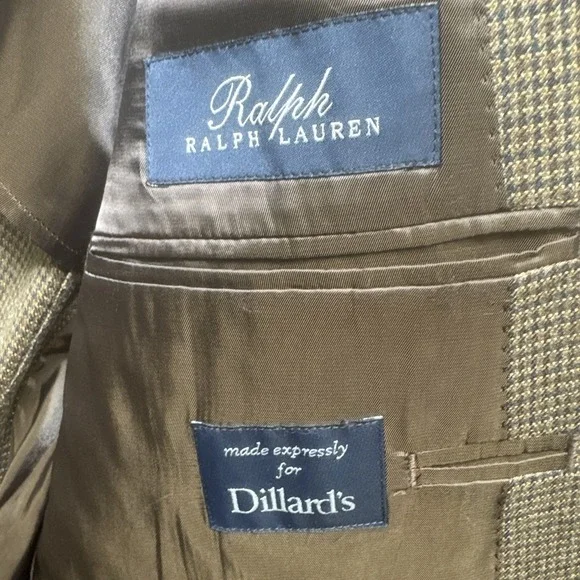 Ralph
RALPH LAUREN
made expressly
for
Dillard's